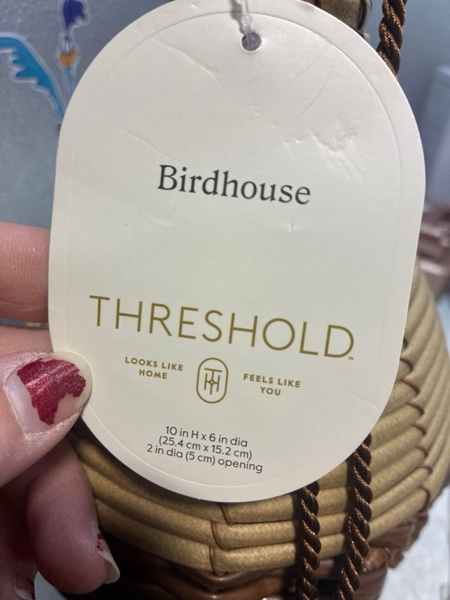 Birdhouse
THRESHOLD™
LOOKS LIKE
HOME
FEELS LIKE
YOU
10 in H x 6 in dia
(25.4 cm x 15.2 cm)
2 in dia (5 cm) opening